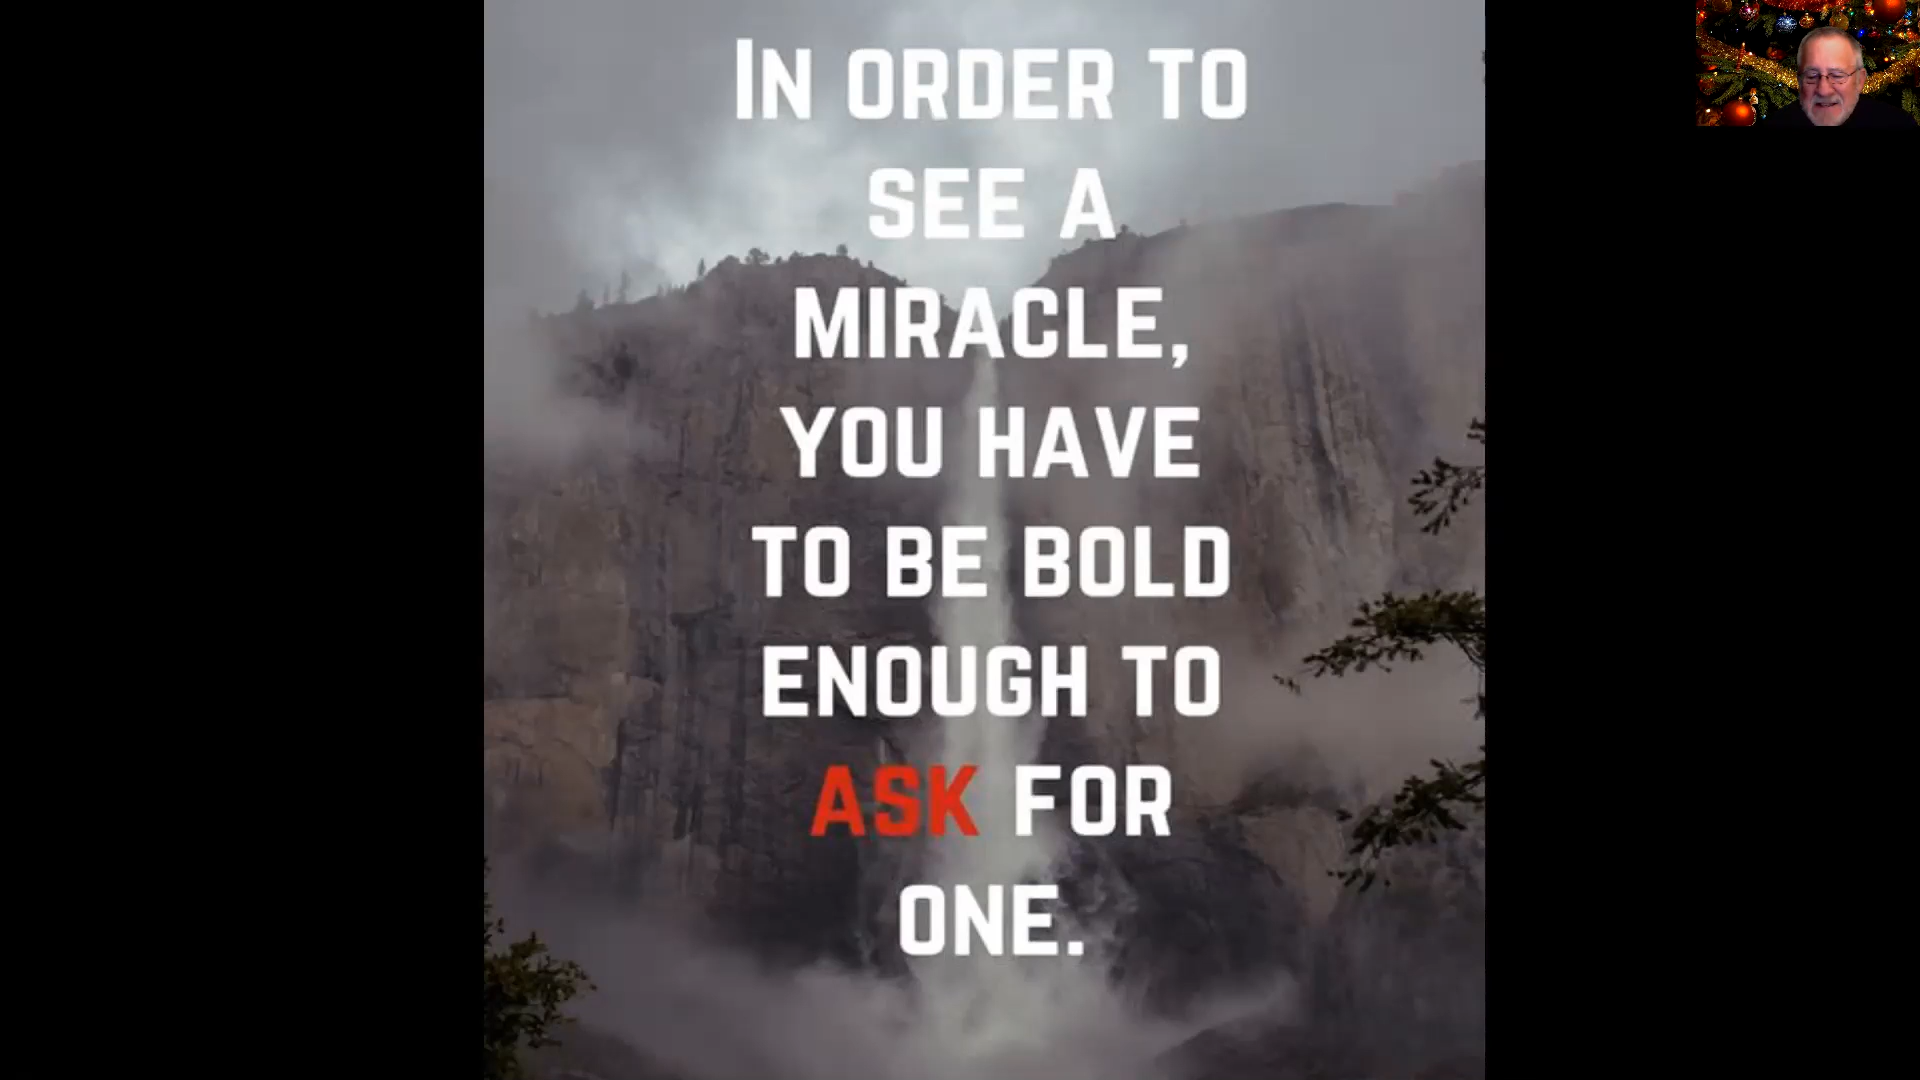 IN ORDER TO
SEE A
MIRACLE,
YOU HAVE
TO BE BOLD
ENOUGH TO
ASK FOR
ONE.